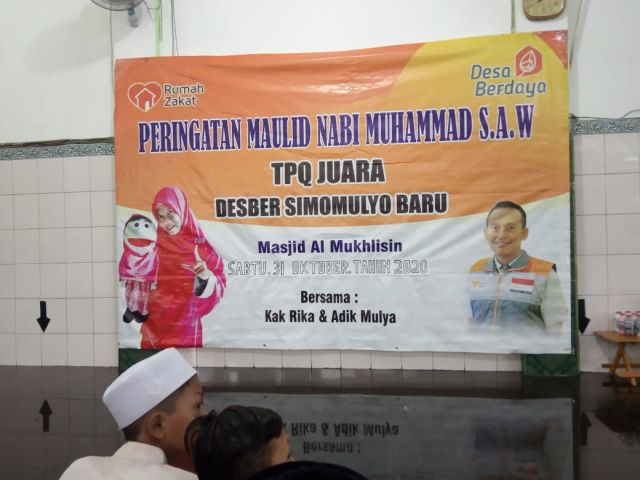 Rumah
Zakat
Desa
Berdaya
PERINGATAN MAULID NABI MUHAMMAD S.A.W
TPQ JUARA
DESBER SIMOMULYO BARU
Masjid Al Mukhlisin
SABTU, 31 OKTOBER, TAHUN 2020
Bersama :
Kak Rika & Adik Mulya